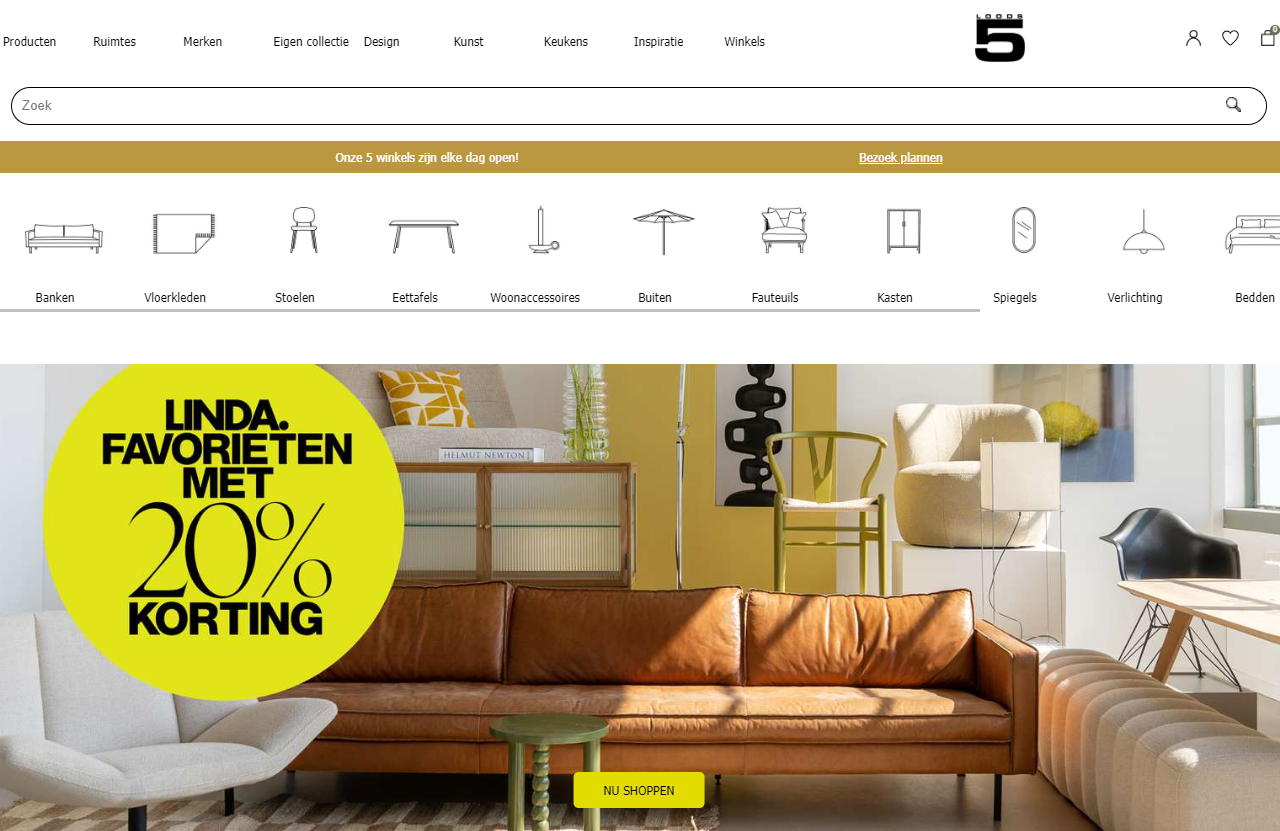 Producten Ruimtes Merken Eigen collectie Design Kunst Keukens Inspiratie Winkels
LOODS
5
0
Zoek
Onze 5 winkels zijn elke dag open! Bezoek plannen
Banken Vloerkleden Stoelen Eettafels Woonaccessoires Buiten Fauteuils Kasten Spiegels Verlichting Bedden
LINDA.
FAVORIETEN
MET
20%
KORTING
HELMUT NEWTON
NU SHOPPEN